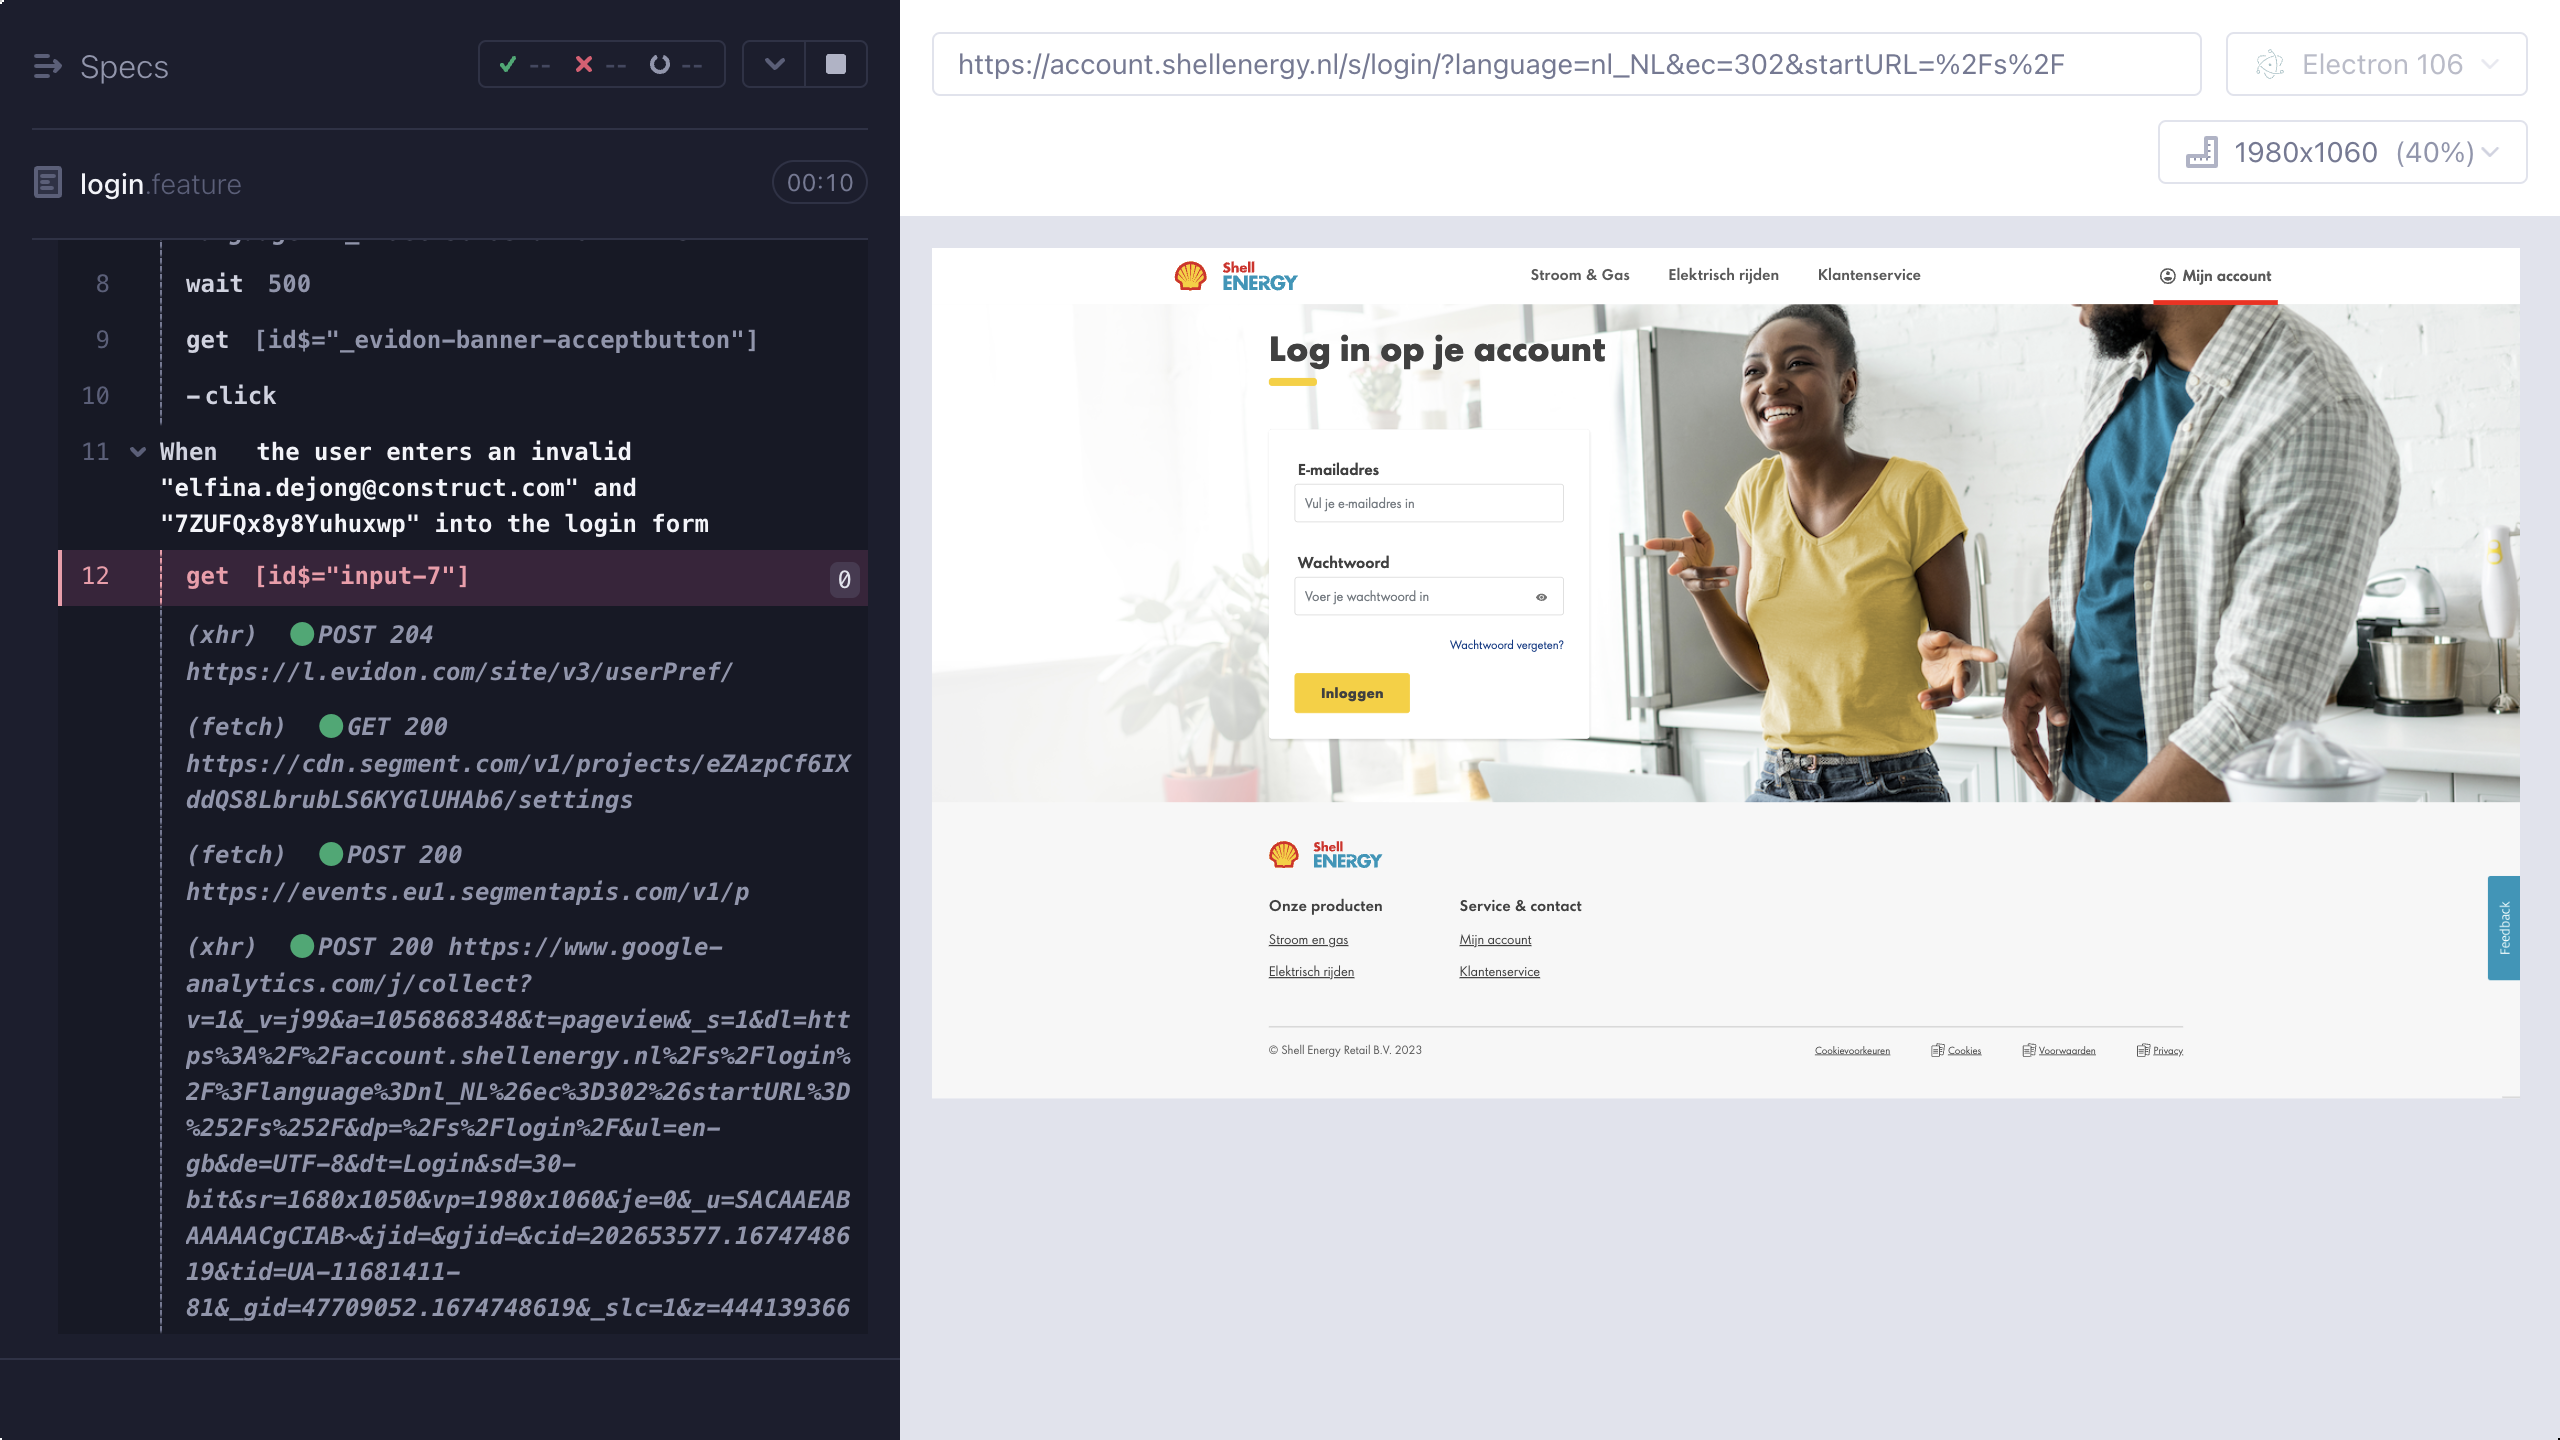 Specs
-- -- --
login.feature
00:10
8 wait 500
9 get [id$="_evidon-banner-acceptbutton"]
10 -click
11 When the user enters an invalid
"elfina.dejong@construct.com" and
"7ZUFQx8y8Yuhuxwp" into the login form
12 get [id$="input-7"] 0
(xhr) POST 204
https://l.evidon.com/site/v3/userPref/
(fetch) GET 200
https://cdn.segment.com/v1/projects/eZAzpCf6IX
ddQS8LbrubLS6KYGlUHAb6/settings
(fetch) POST 200
https://events.eu1.segmentapis.com/v1/p
(xhr) POST 200 https://www.google-
analytics.com/j/collect?
v=1&_v=j99&a=1056868348&t=pageview&_s=1&dl=htt
ps%3A%2F%2Faccount.shellenergy.nl%2Fs%2Flogin%
2F%3Flanguage%3Dnl_NL%26ec%3D302%26startURL%3D
%252Fs%252F&dp=%2Fs%2Flogin%2F&ul=en-
gb&de=UTF-8&dt=Login&sd=30-
bit&sr=1680x1050&vp=1980x1060&je=0&_u=SACAAEAB
AAAAACgCIAB~&jid=&gjid=&cid=202653577.16747486
19&tid=UA-11681411-
81&_gid=47709052.1674748619&_slc=1&z=444139366
https://account.shellenergy.nl/s/login/?language=nl_NL&ec=302&startURL=%2Fs%2F
Electron 106
1980x1060 (40%)
Shell
ENERGY
Stroom & Gas Elektrisch rijden Klantenservice
Mijn account
Log in op je account
E-mailadres
Vul je e-mailadres in
Wachtwoord
Voer je wachtwoord in
Wachtwoord vergeten?
Inloggen
Shell
ENERGY
Onze producten
Stroom en gas
Elektrisch rijden
Service & contact
Mijn account
Klantenservice
Feedback
© Shell Energy Retail B.V. 2023
Cookievoorkeuren Cookies Voorwaarden Privacy